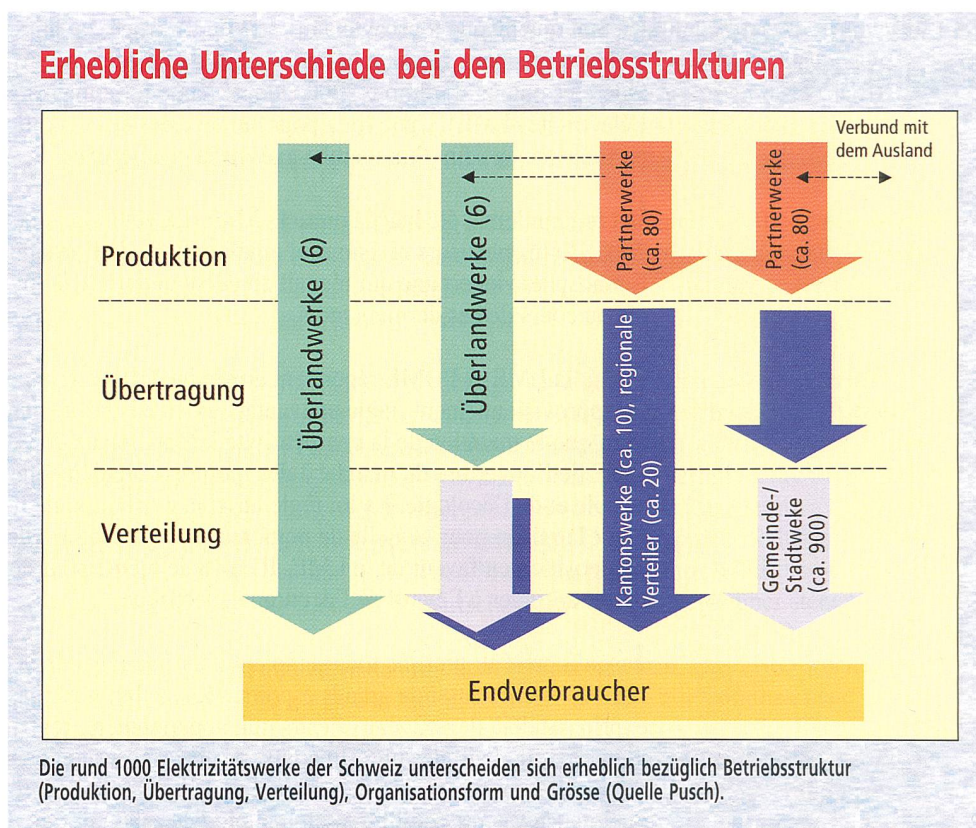 Erhebliche Unterschiede bei den Betriebsstrukturen
Verbund mit
dem Ausland
Produktion
Übertragung
Verteilung
Überlandwerke (6)
Überlandwerke (6)
Partnerwerke
(ca. 80)
Partnerwerke
(ca. 80)
Kantonswerke (ca. 10), regionale
Verteiler (ca. 20)
Gemeinde-/
Stadtweke
(ca. 900)
Endverbraucher
Die rund 1000 Elektrizitätswerke der Schweiz unterscheiden sich erheblich bezüglich Betriebsstruktur
(Produktion, Übertragung, Verteilung), Organisationsform und Grösse (Quelle Pusch).